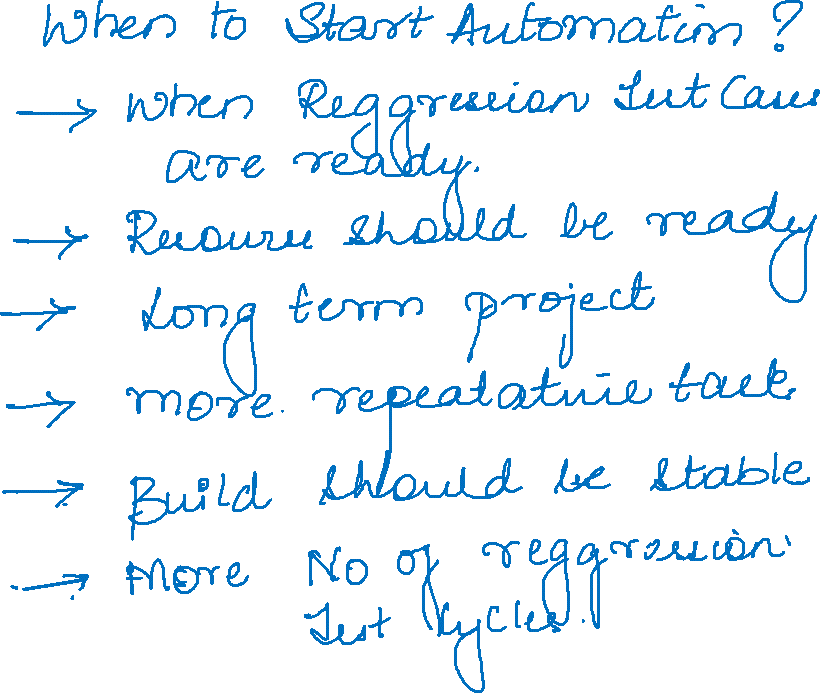 When to Start Automation ?
→ When Reggression Test Cases
are ready.
→ Resource should be ready
→ Long term project
→ more. repeatative task
→ Build should be stable
→ More No of reggression
Test Cycles.